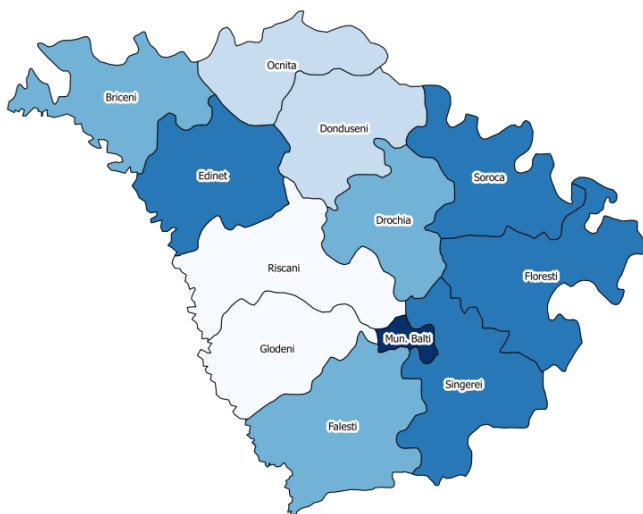 Ocnita
Briceni
Donduseni
Edinet
Soroca
Drochia
Riscani
Floresti
Mun. Balti
Glodeni
Singerei
Falesti